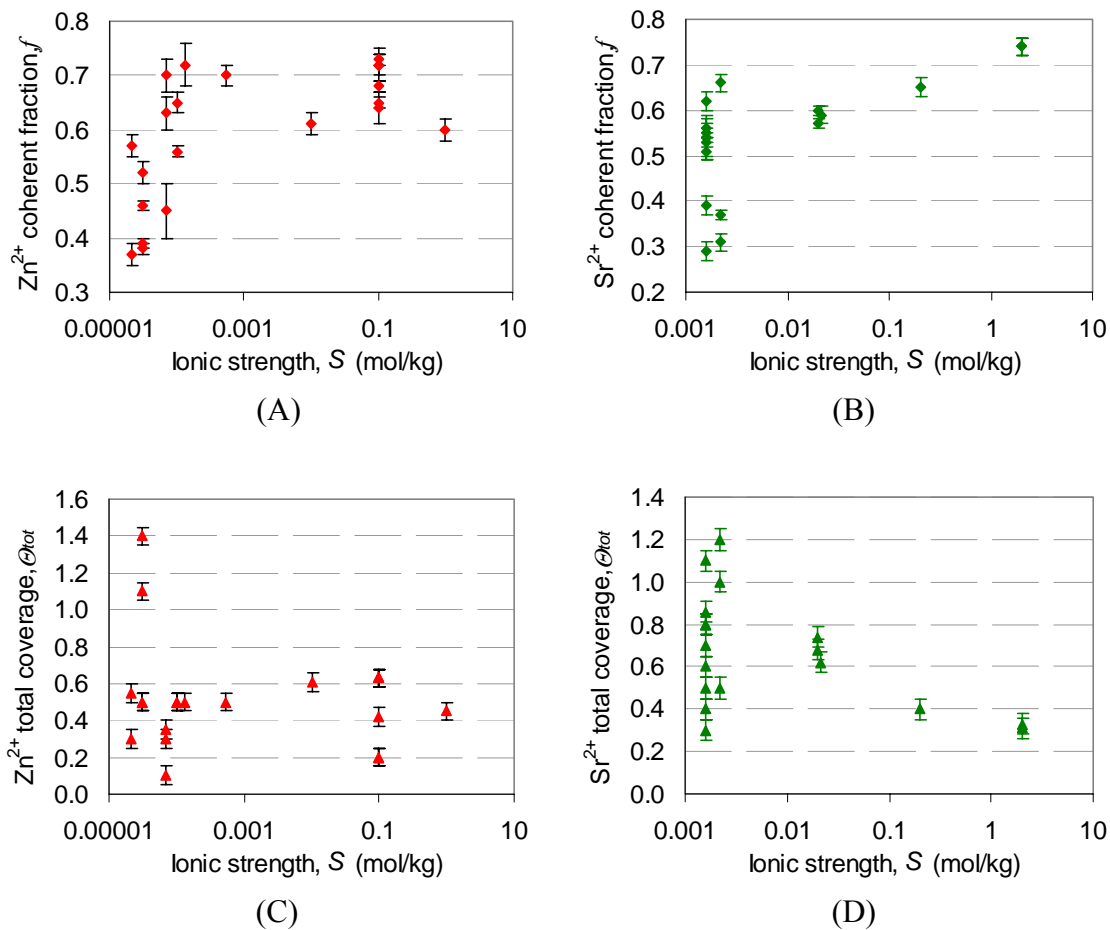 0.8
0.7
0.6
0.5
0.4
0.3
Zn2+ coherent fraction, f
0.00001 0.001 0.1 10
Ionic strength, S (mol/kg)
(A)
0.8
0.7
0.6
0.5
0.4
0.3
0.2
Sr2+ coherent fraction, f
0.001 0.01 0.1 1 10
Ionic strength, S (mol/kg)
(B)
1.6
1.4
1.2
1.0
0.8
0.6
0.4
0.2
0.0
Zn2+ total coverage, Θtot
0.00001 0.001 0.1 10
Ionic strength, S (mol/kg)
(C)
1.4
1.2
1.0
0.8
0.6
0.4
0.2
0.0
Sr2+ total coverage, Θtot
0.001 0.01 0.1 1 10
Ionic strength, S (mol/kg)
(D)